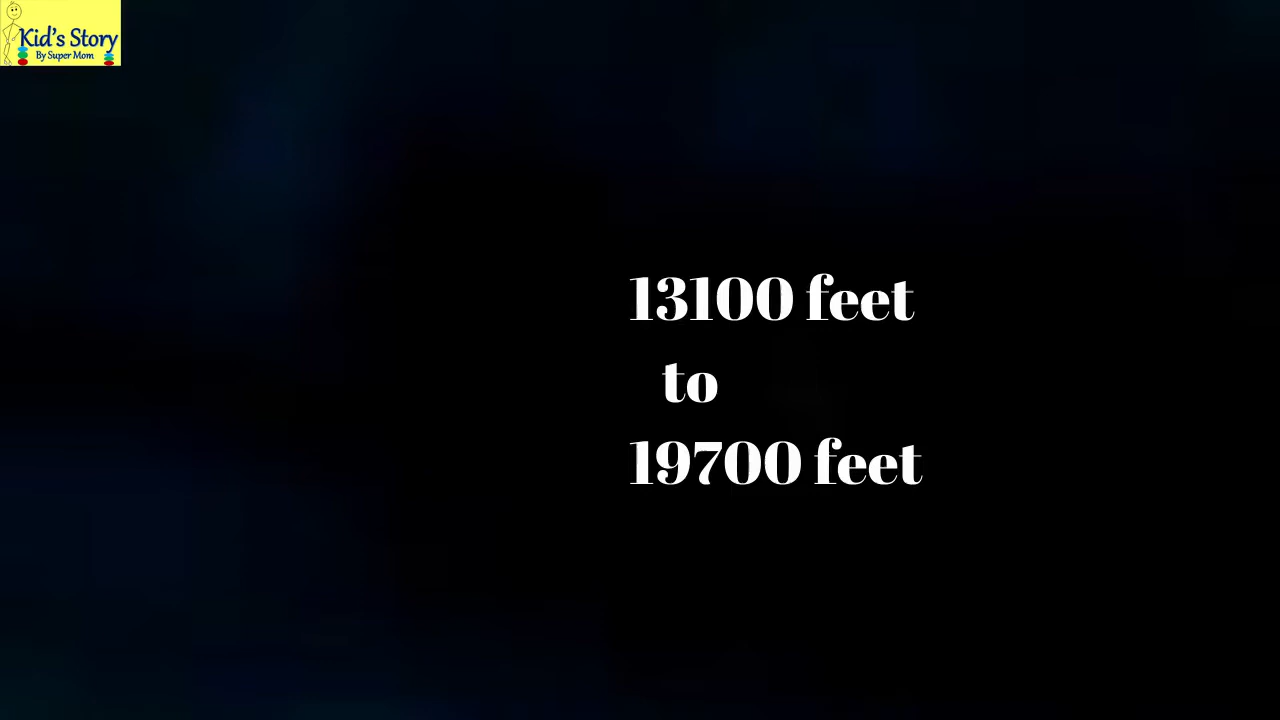 Kid's Story
By Super Mom
13100 feet
to
19700 feet